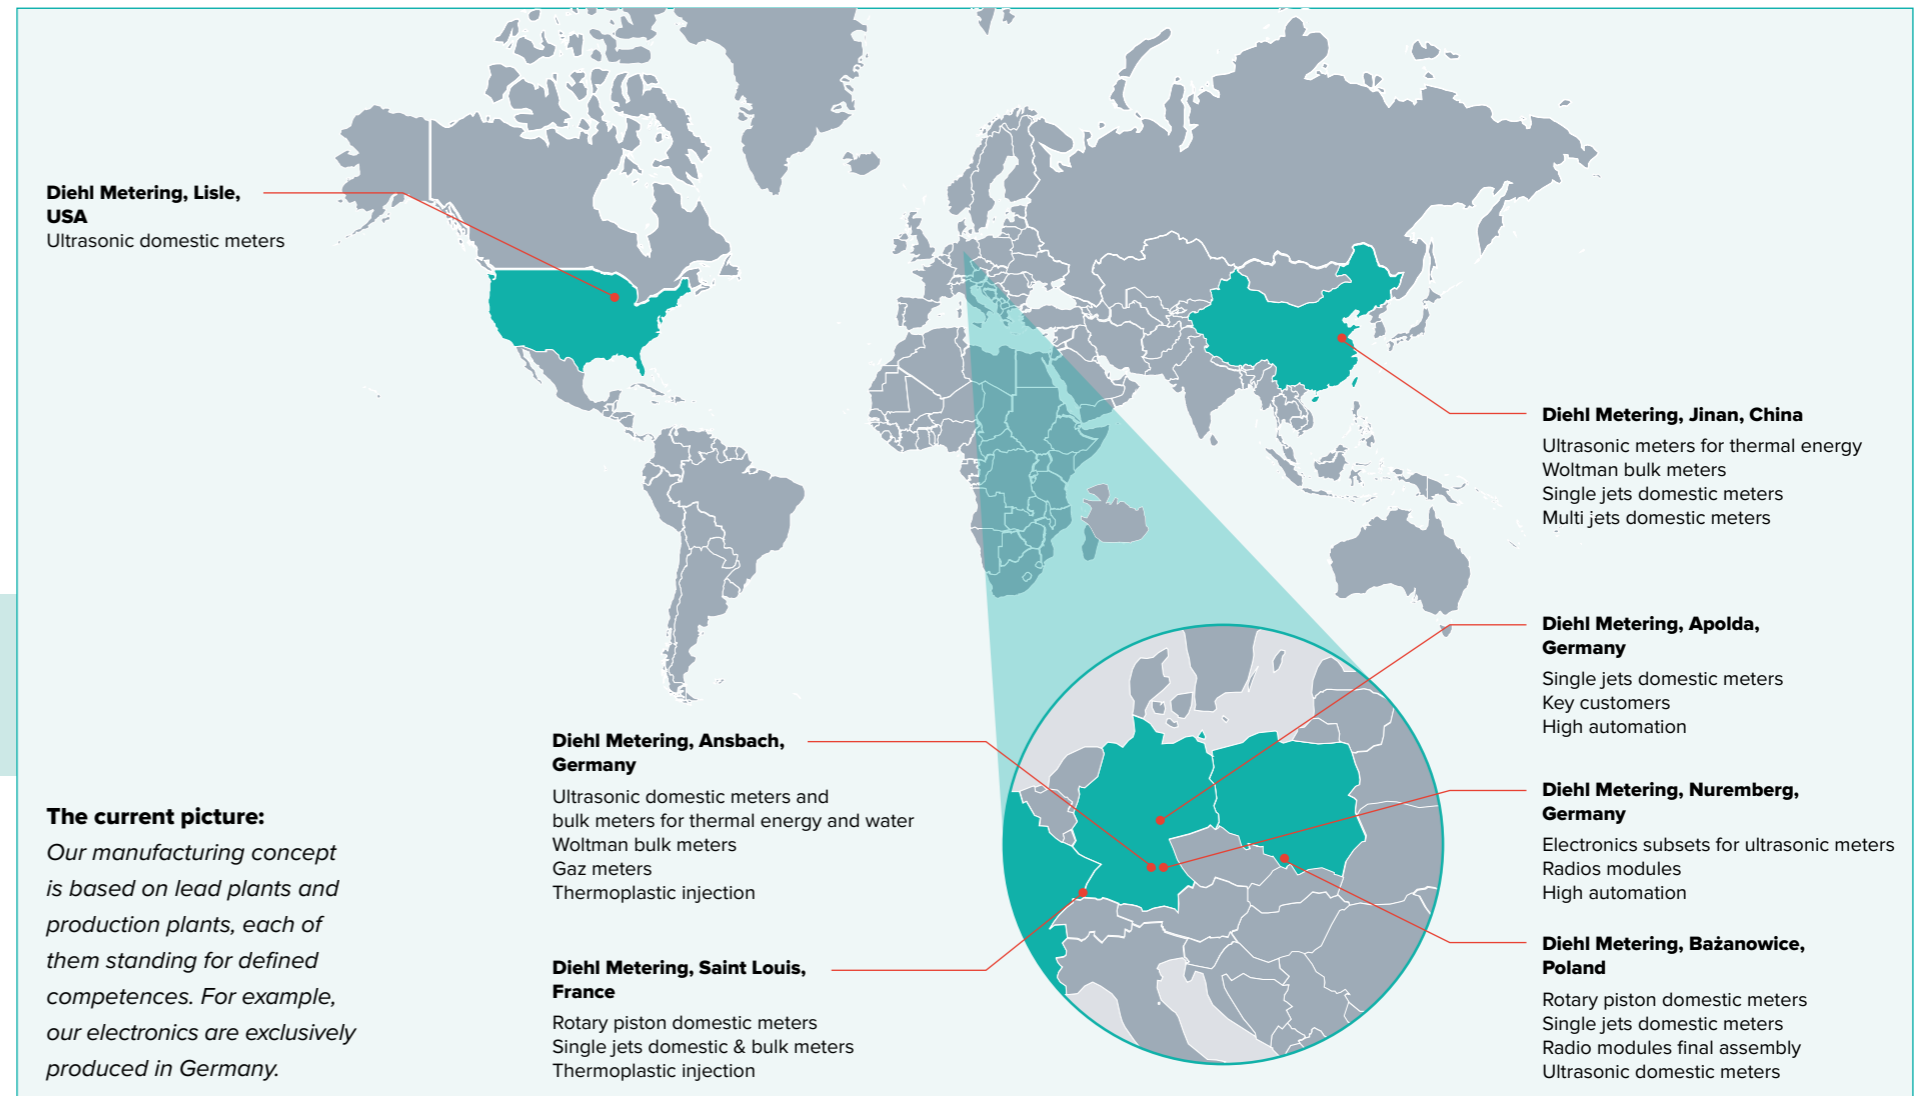 Diehl Metering, Lisle,
USA
Ultrasonic domestic meters
Diehl Metering, Jinan, China
Ultrasonic meters for thermal energy
Woltman bulk meters
Single jets domestic meters
Multi jets domestic meters
Diehl Metering, Apolda,
Germany
Single jets domestic meters
Key customers
High automation
Diehl Metering, Ansbach,
Germany
Ultrasonic domestic meters and
bulk meters for thermal energy and water
Woltman bulk meters
Gaz meters
Thermoplastic injection
Diehl Metering, Nuremberg,
Germany
Electronics subsets for ultrasonic meters
Radios modules
High automation
The current picture:
Our manufacturing concept
is based on lead plants and
production plants, each of
them standing for defined
competences. For example,
our electronics are exclusively
produced in Germany.
Diehl Metering, Saint Louis,
France
Rotary piston domestic meters
Single jets domestic & bulk meters
Thermoplastic injection
Diehl Metering, Bażanowice,
Poland
Rotary piston domestic meters
Single jets domestic meters
Radio modules final assembly
Ultrasonic domestic meters